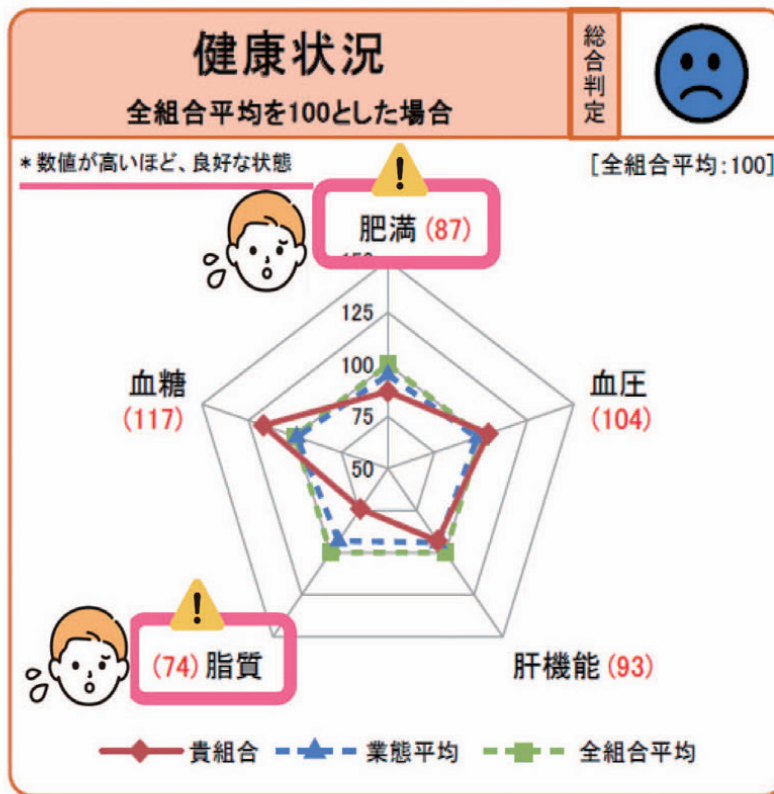 健康状況
全組合平均を100とした場合
総合判定
*数値が高いほど、良好な状態
[全組合平均:100]
肥満(87)
125
100
75
50
血糖
(117)
血圧
(104)
(74)脂質
肝機能(93)
貴組合
業態平均
全組合平均